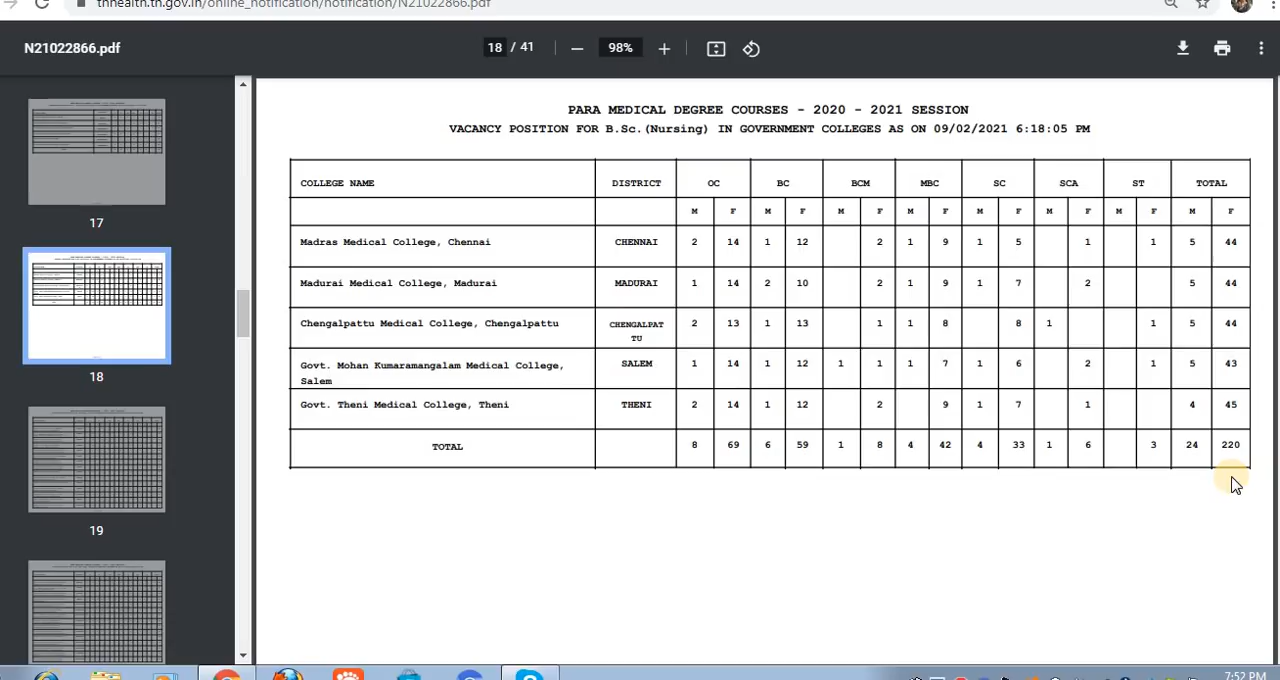 tnhealth.tn.gov.in/online_notification/notification/N21022866.pdf
N21022866.pdf
18 / 41
98%
17
18
19
PARA MEDICAL DEGREE COURSES - 2020 - 2021 SESSION
VACANCY POSITION FOR B.Sc.(Nursing) IN GOVERNMENT COLLEGES AS ON 09/02/2021 6:18:05 PM
COLLEGE NAME DISTRICT OC BC BCM MBC SC SCA ST TOTAL
M F M F M F M F M F M F M F M F
Madras Medical College, Chennai CHENNAI 2 14 1 12 2 1 9 1 5 1 1 5 44
Madurai Medical College, Madurai MADURAI 1 14 2 10 2 1 9 1 7 2 5 44
Chengalpattu Medical College, Chengalpattu CHENGALPAT 2 13 1 13 1 1 8 8 1 1 5 44
TU
Govt. Mohan Kumaramangalam Medical College, SALEM 1 14 1 12 1 1 1 7 1 6 2 1 5 43
Salem
Govt. Theni Medical College, Theni THENI 2 14 1 12 2 9 1 7 1 4 45
TOTAL 8 69 6 59 1 8 4 42 4 33 1 6 3 24 220
7:52 PM